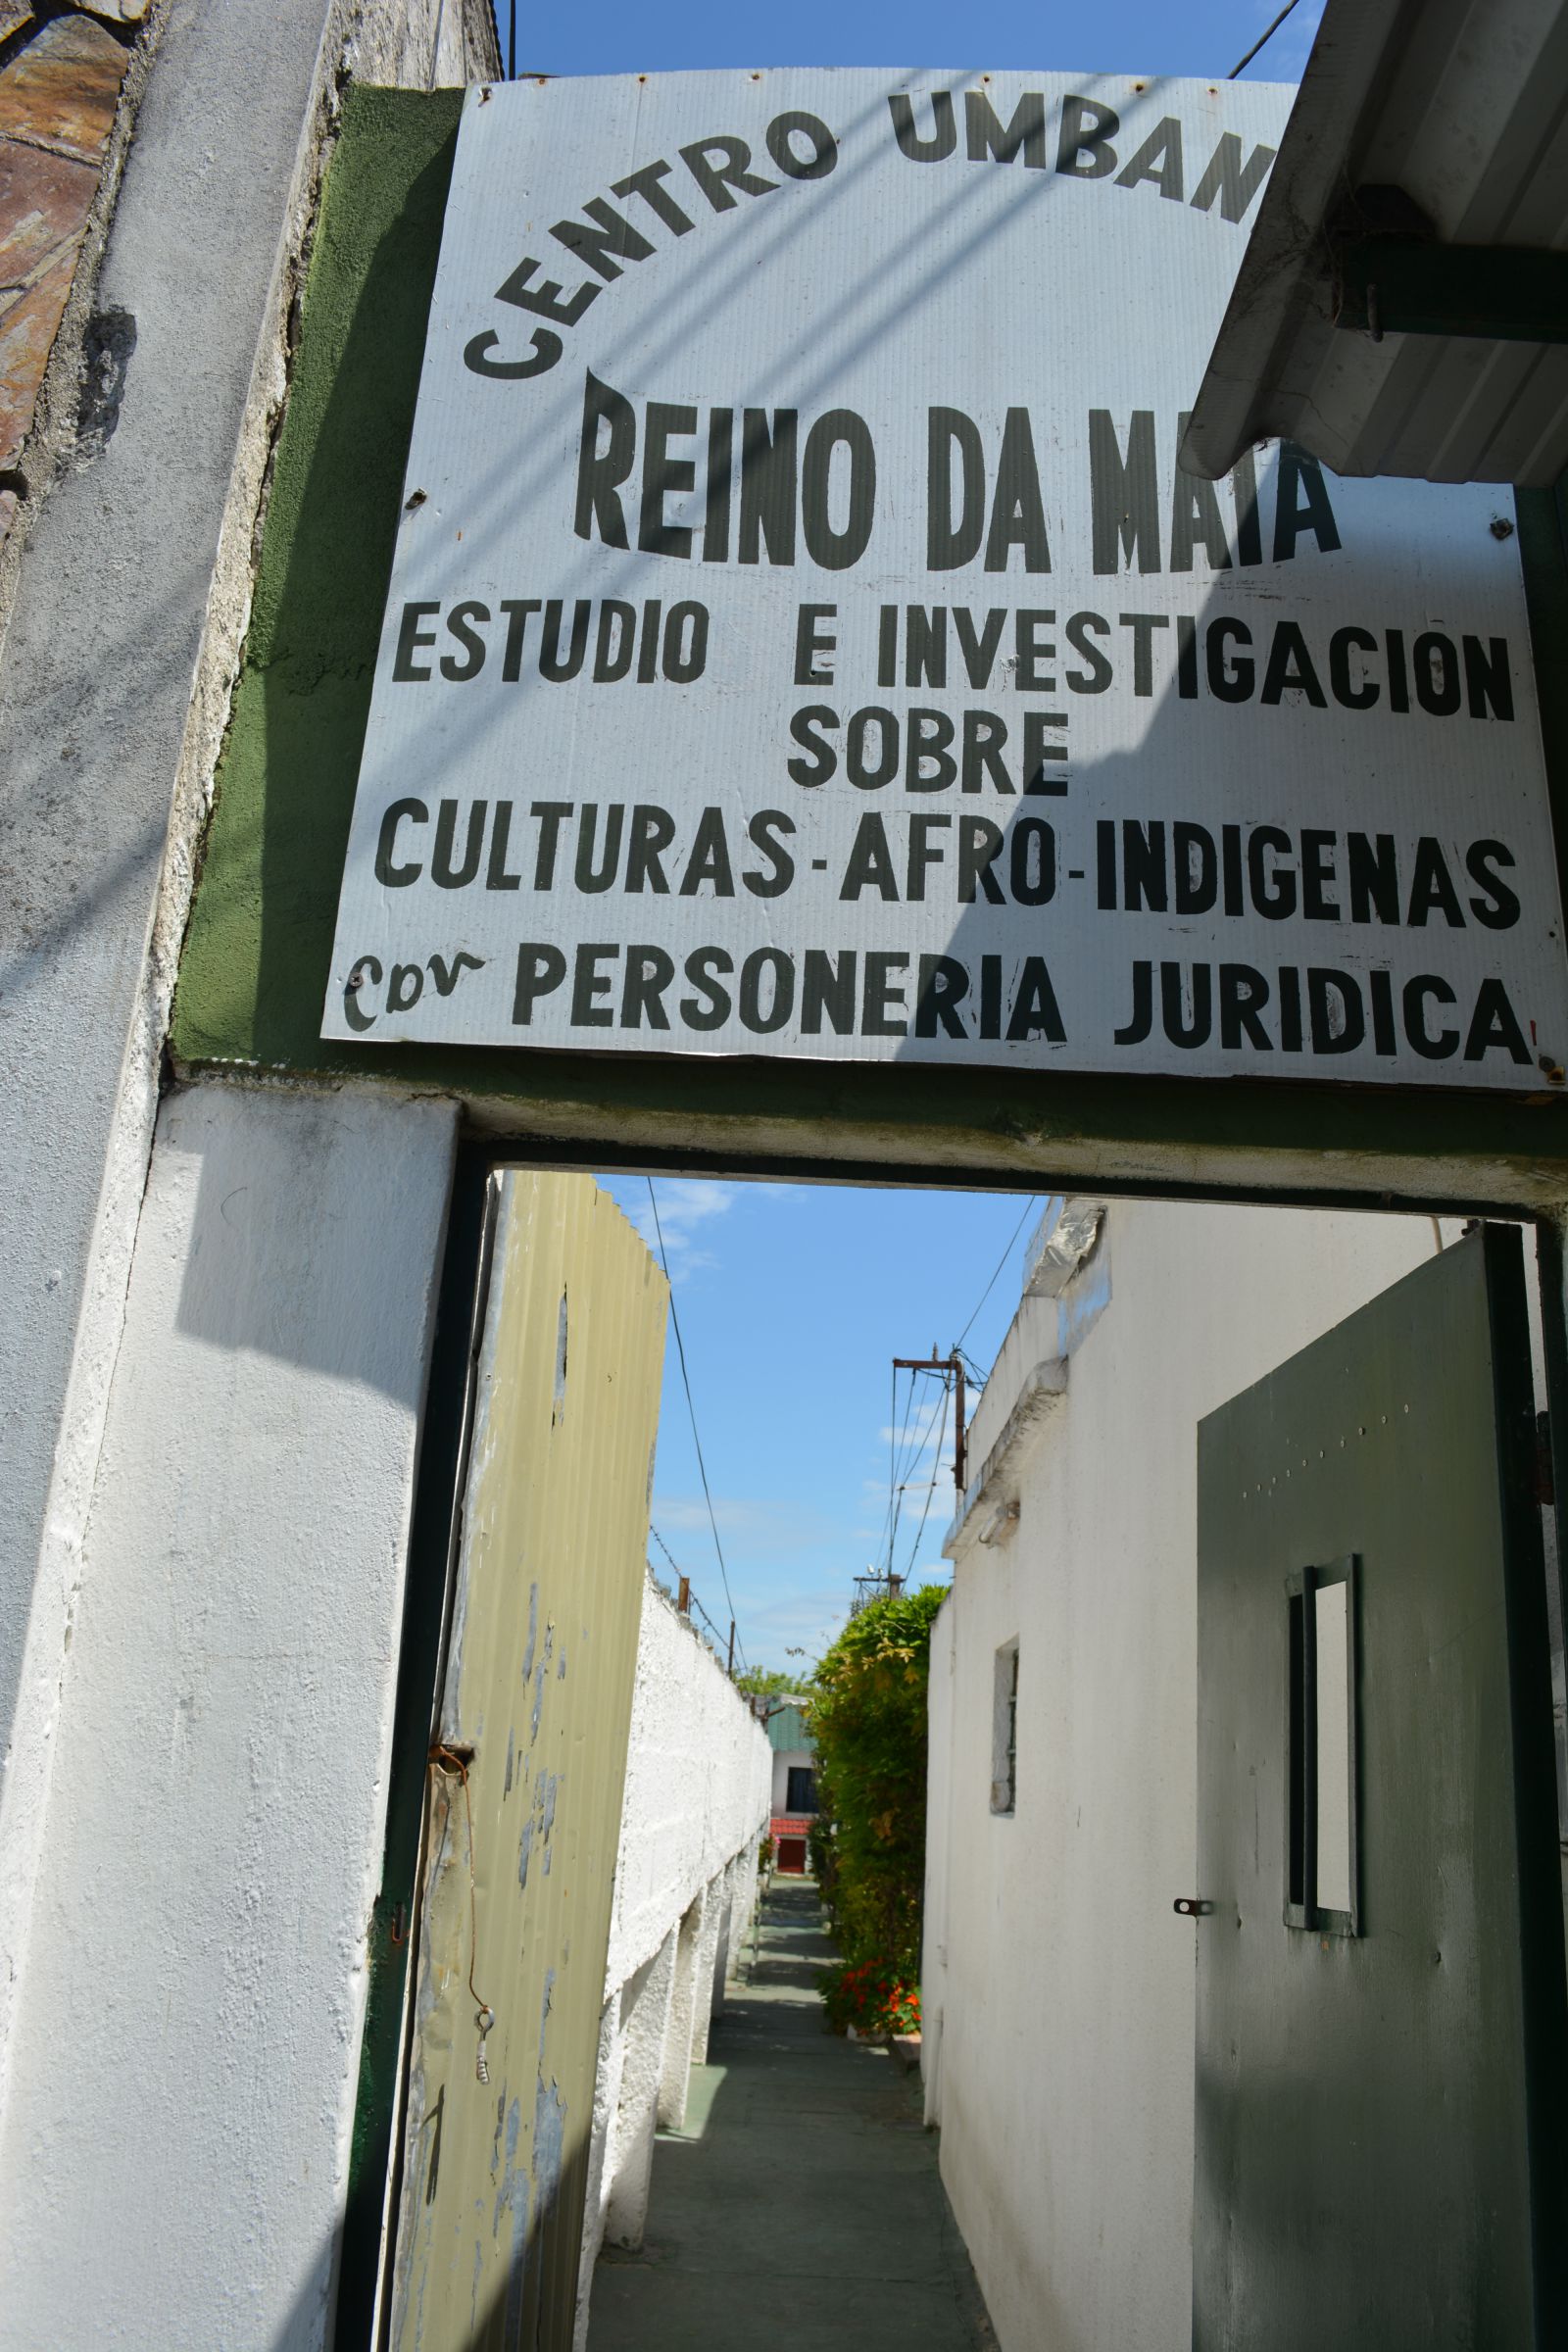 CENTRO UMBAN
REINO DA MATA
ESTUDIO E INVESTIGACION
SOBRE
CULTURAS-AFRO-INDIGENAS
Con PERSONERIA JURIDICA